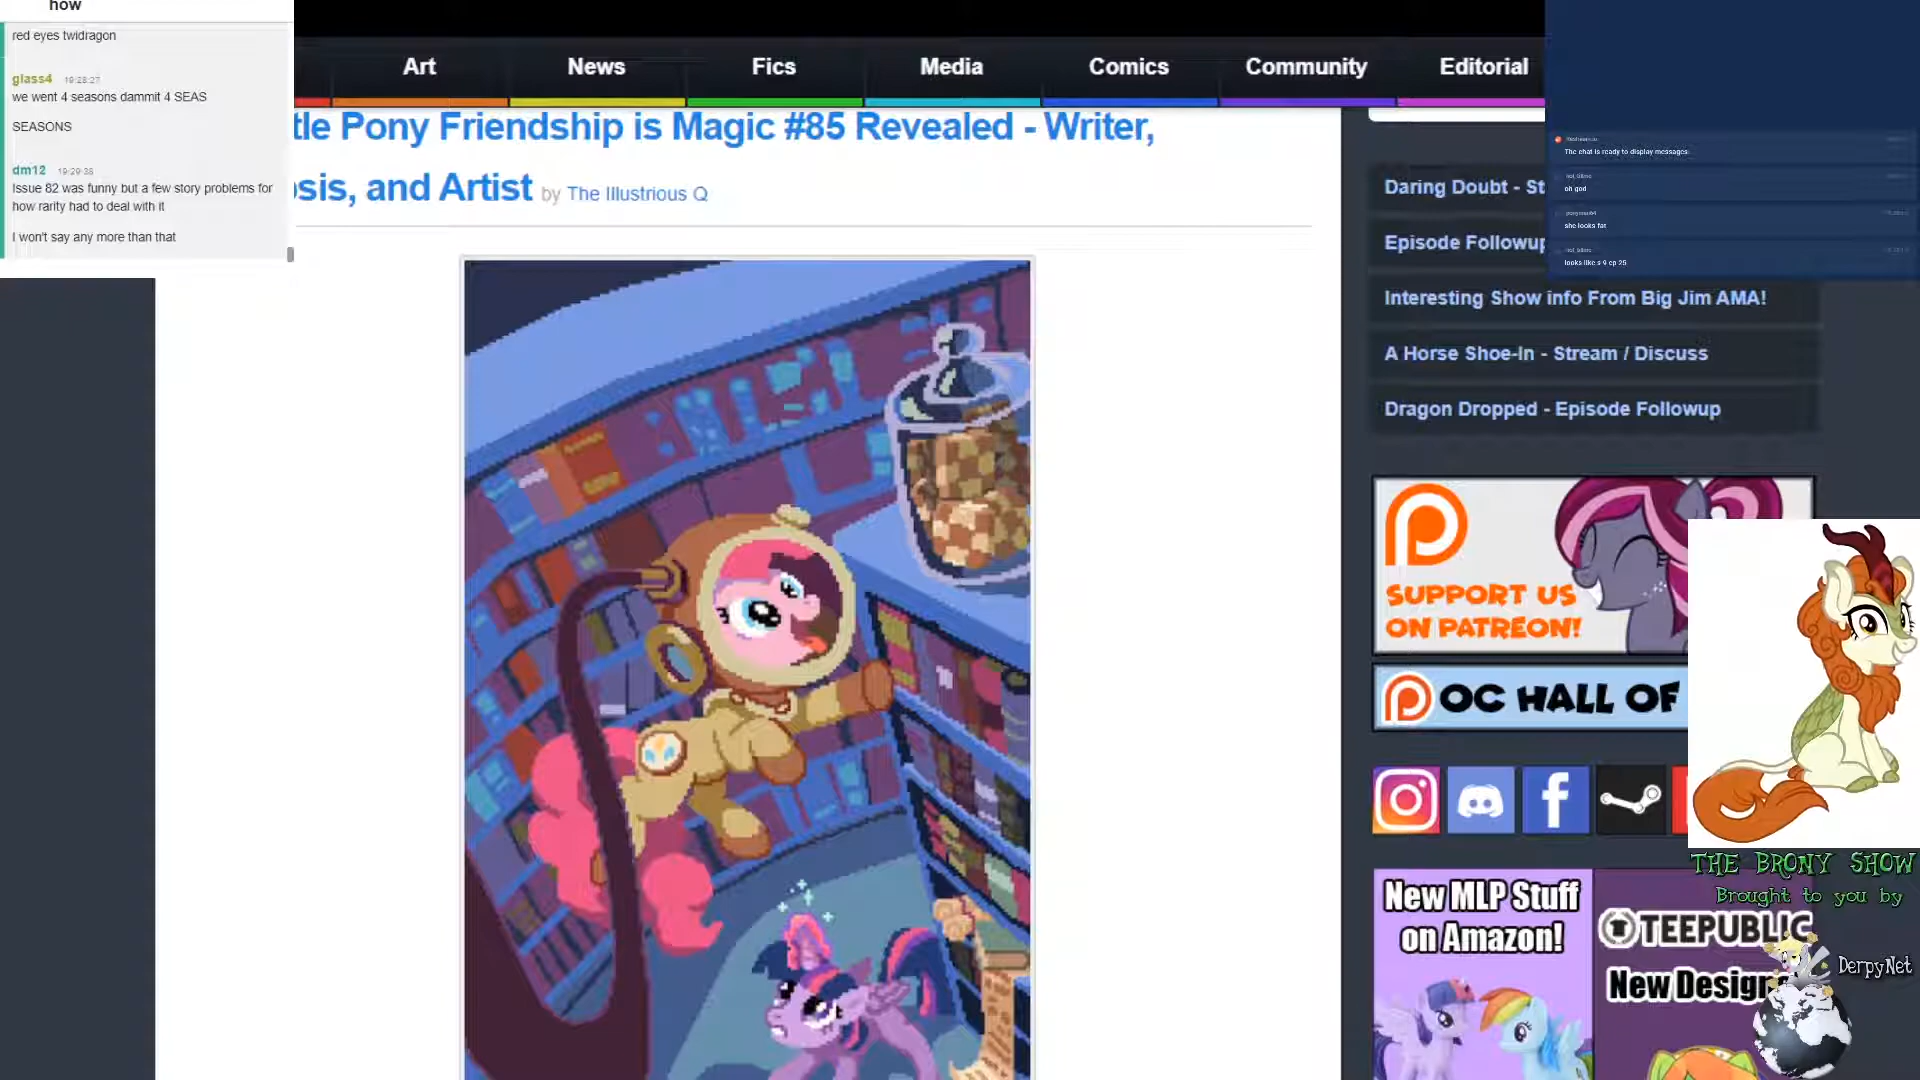 how
red eyes twidragon
glass4 19:28:27
we went 4 seasons dammit 4 SEAS
SEASONS
dm12 19:29:38
Issue 82 was funny but a few story problems for
how rarity had to deal with it
I won't say any more than that
Art
News
Fics
Media
Comics
Community
Editorial
tle Pony Friendship is Magic #85 Revealed - Writer,
sis, and Artist by The Illustrious Q
The chat is ready to display messages
oh god
she looks fat
looks like s 9 ep 25
Daring Doubt - St
Episode Followup
Interesting Show info From Big Jim AMA!
A Horse Shoe-In - Stream / Discuss
Dragon Dropped - Episode Followup
SUPPORT US
ON PATREON!
OC HALL OF
THE BRONY SHOW
Brought to you by
DerpyNet
New MLP Stuff
on Amazon!
TEEPUBLIC
New Design